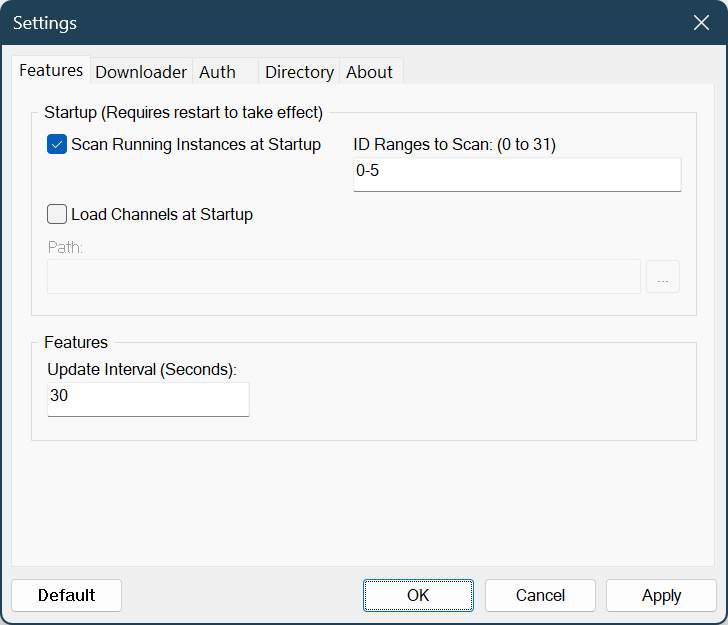 Settings
Features Downloader Auth Directory About
Startup (Requires restart to take effect)
Scan Running Instances at Startup ID Ranges to Scan: (0 to 31)
0-5
Load Channels at Startup
Path:
...
Features
Update Interval (Seconds):
30
Default OK Cancel Apply